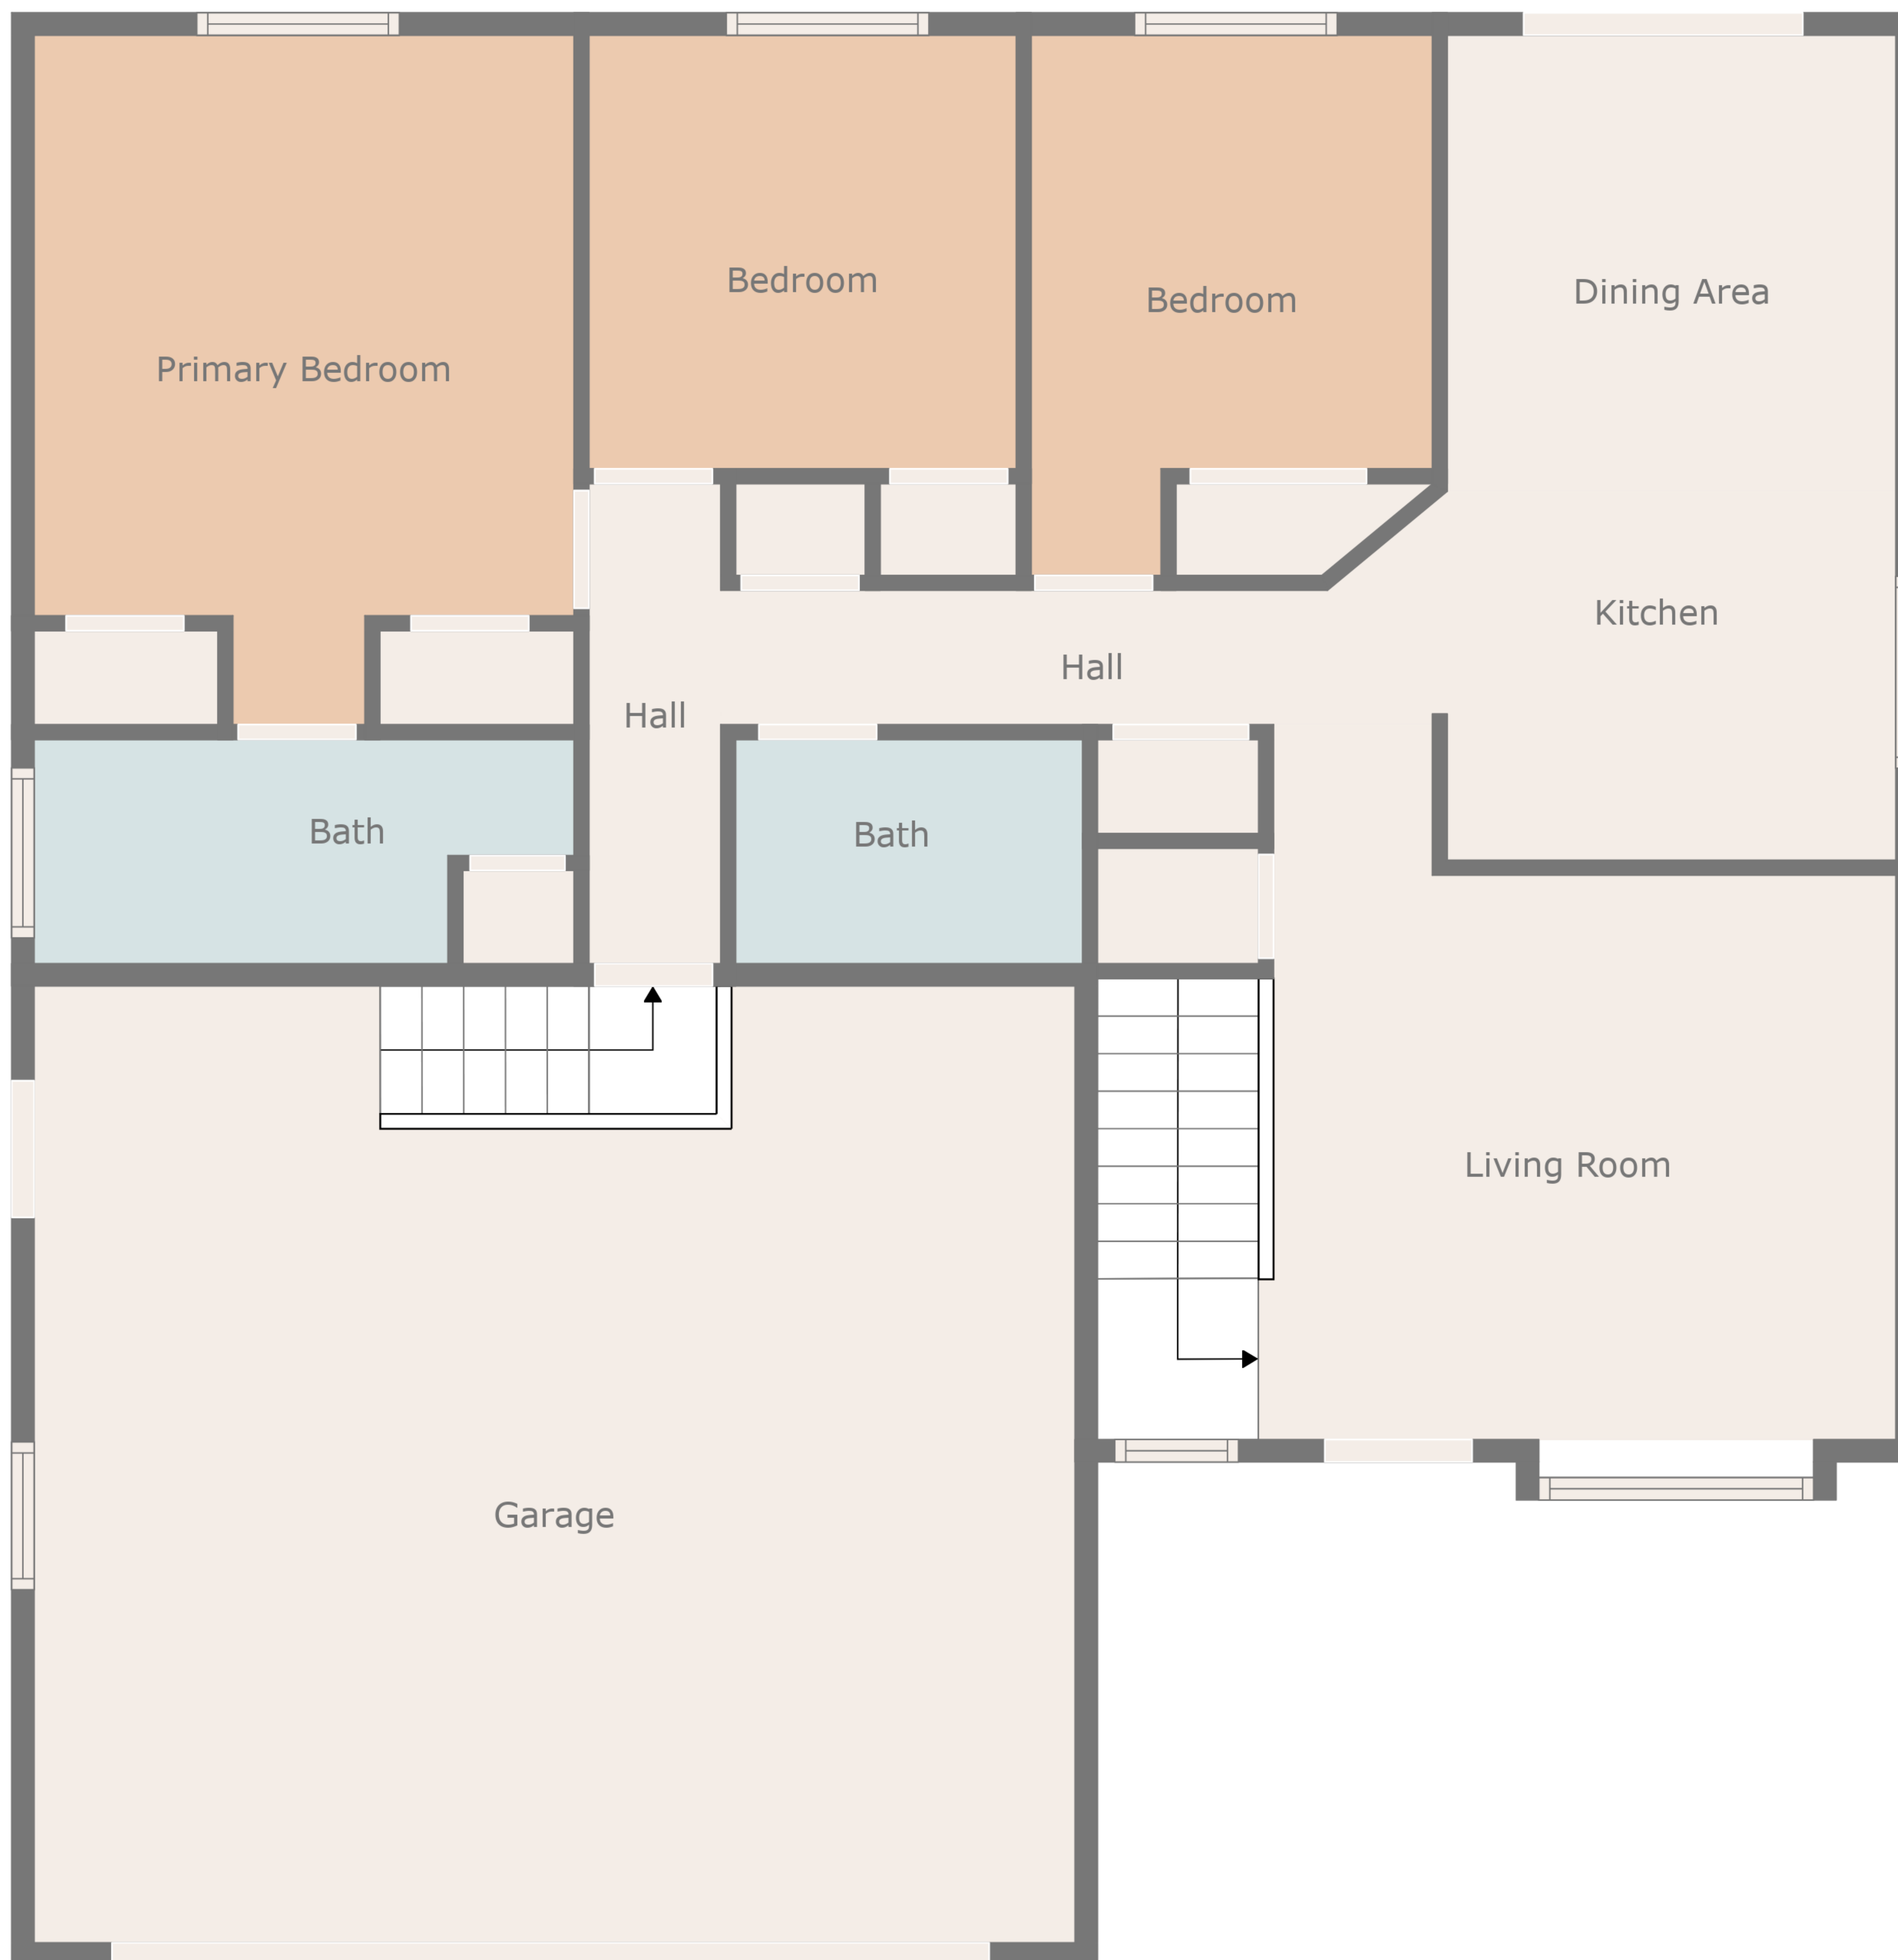 Bedroom
Dining Area
Bedroom
Primary Bedroom
Kitchen
Hall
Hall
Bath
Bath
Living Room
Garage